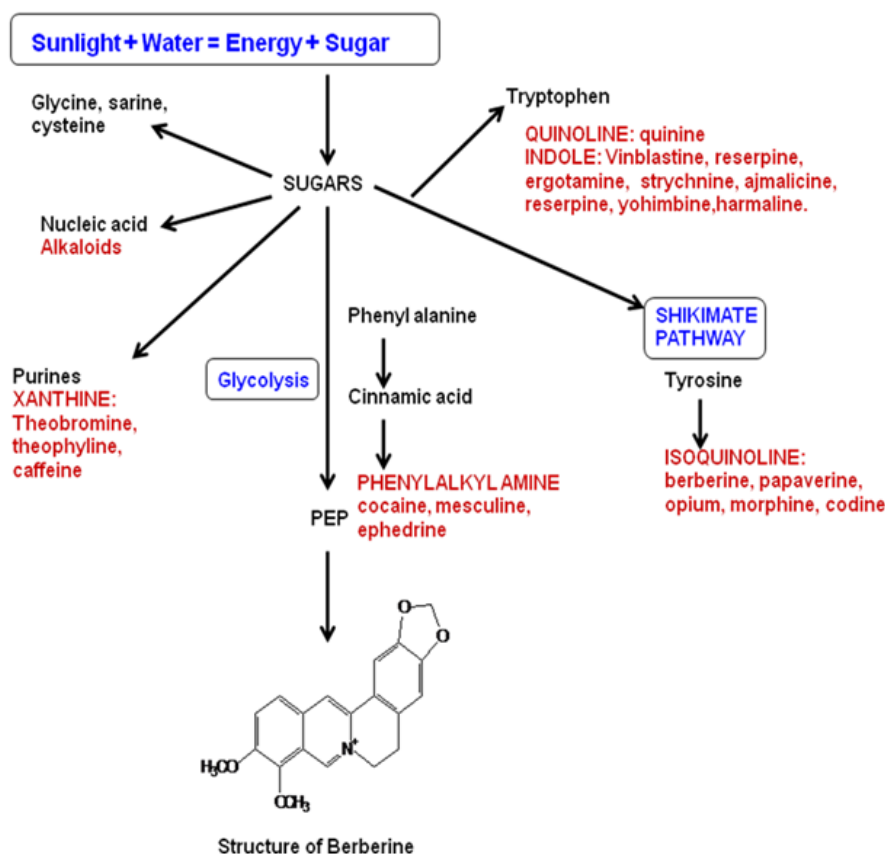 Sunlight + Water = Energy + Sugar
Glycine, sarine,
cysteine
Tryptophen
QUINOLINE: quinine
INDOLE: Vinblastine, reserpine,
ergotamine, strychnine, ajmalicine,
reserpine, yohimbine,harmaline.
SUGARS
Nucleic acid
Alkaloids
SHIKIMATE
PATHWAY
Phenyl alanine
Purines
XANTHINE:
Theobromine,
theophyline,
caffeine
Glycolysis
Cinnamic acid
Tyrosine
ISOQUINOLINE:
berberine, papaverine,
opium, morphine, codine
PHENYLALKYLAMINE
cocaine, mesculine,
ephedrine
PEP
O
O
N+
H3CO
OCH3
Structure of Berberine